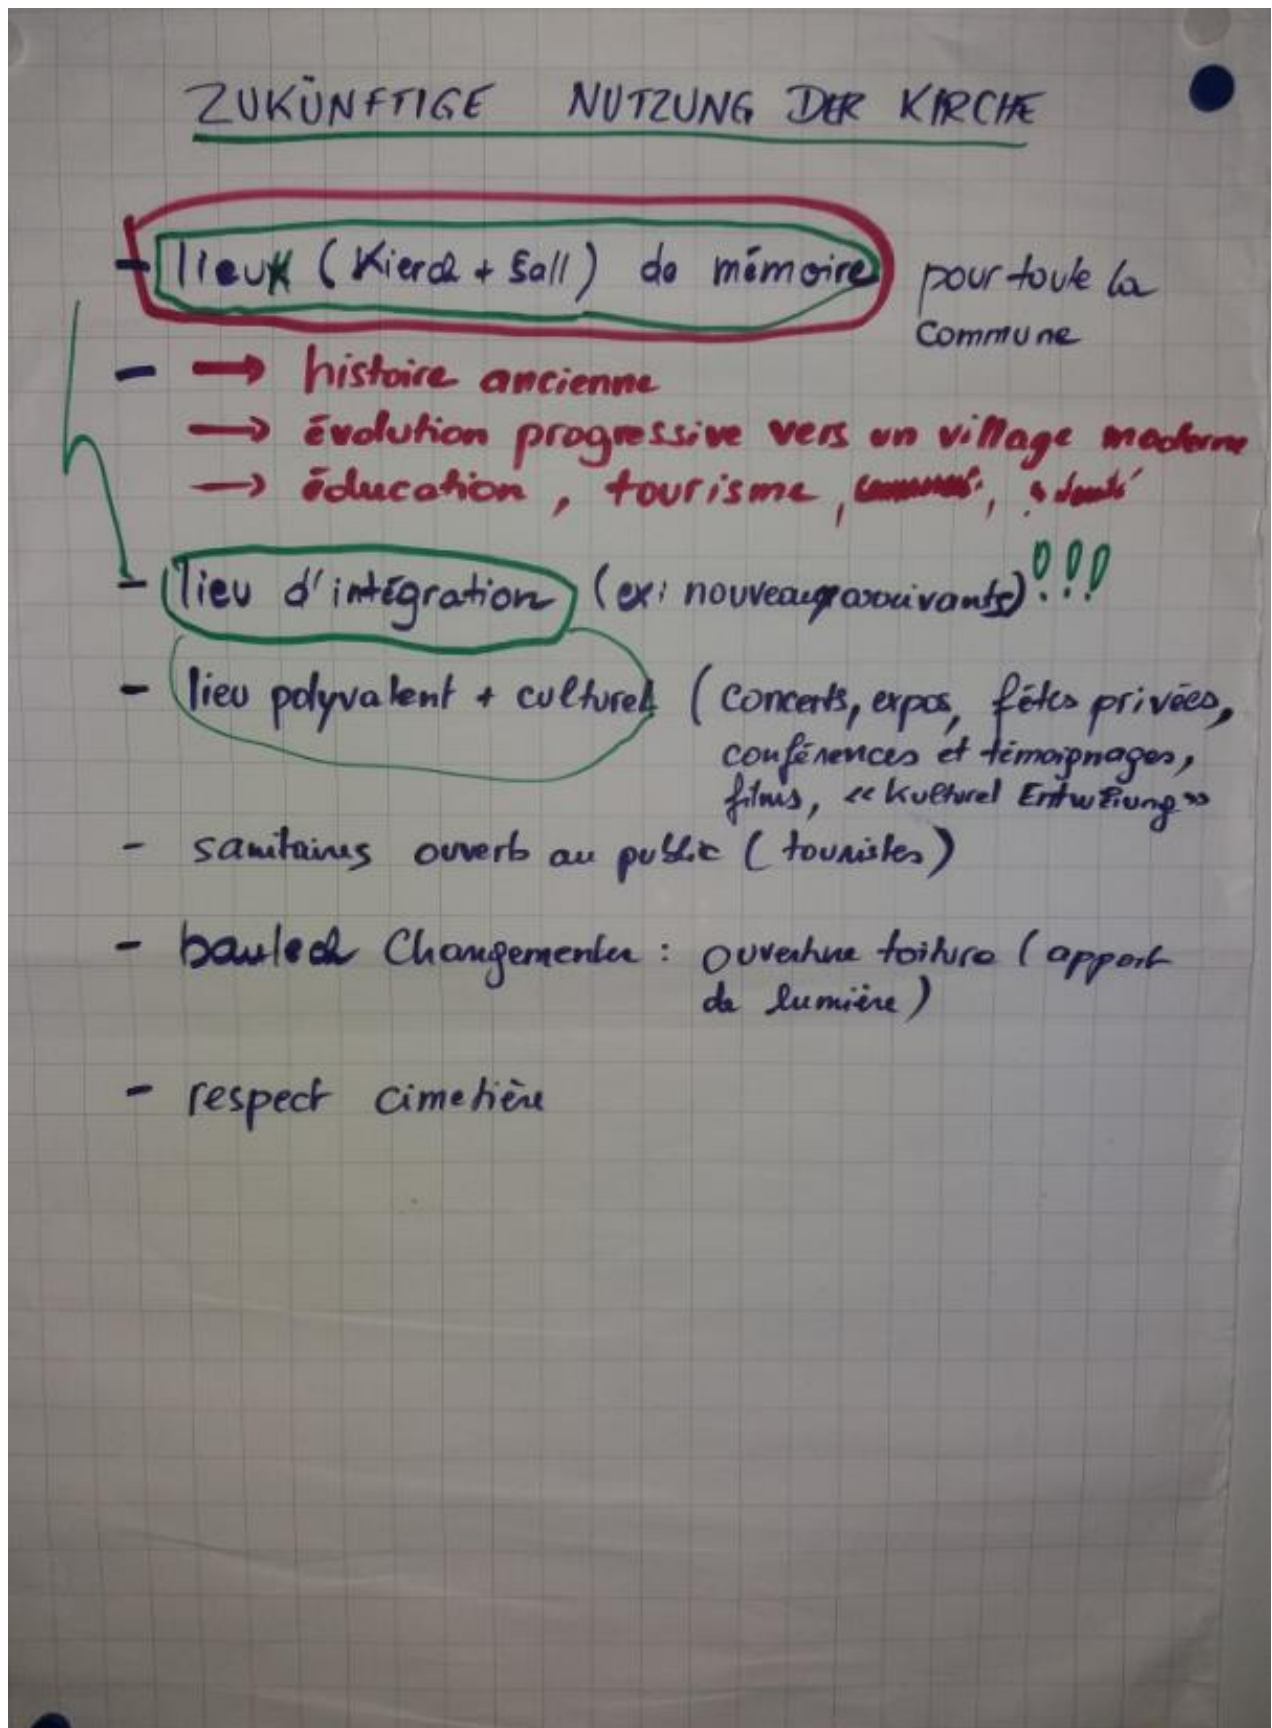 ZUKÜNFTIGE NUTZUNG DER KIRCHE
- lieux (Kierch + Sall) de mémoire pour toute la
Commune
- → histoire ancienne
→ évolution progressive vers un village moderne
→ éducation, tourisme,
- lieu d'intégration (ex: nouveaux arrivants) !!!
- lieu polyvalent + culturel (concerts, expos, fêtes privées,
conférences et témoignages,
films, « Kulturel Entwécklung »
- sanitaires ouverts au public (touristes)
- baulech Changementer : ouverture toiture (apport
de lumière)
- respect cimetière